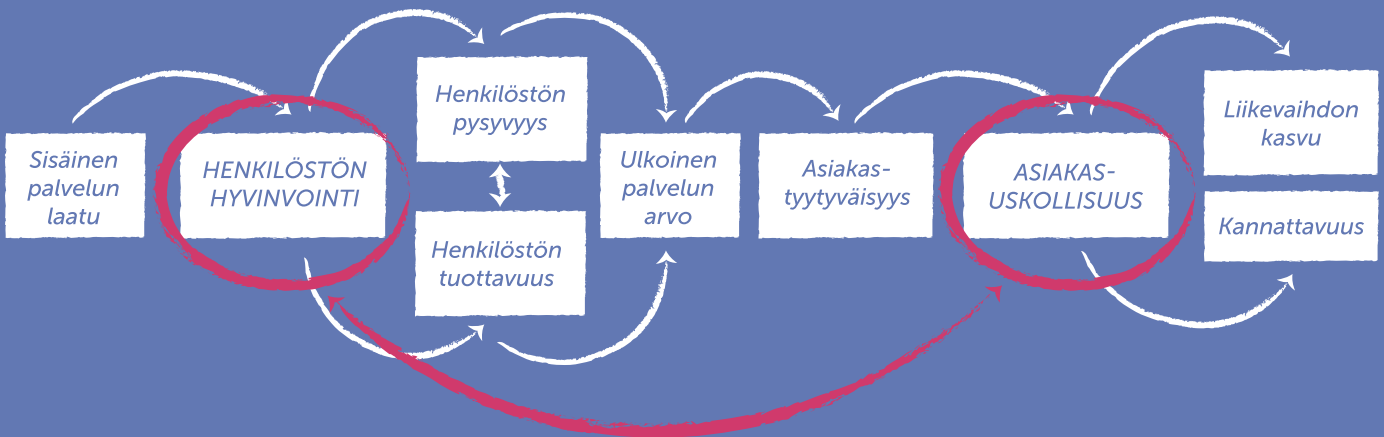 Sisäinen
palvelun
laatu
HENKILÖSTÖN
HYVINVOINTI
Henkilöstön
pysyvyys
Henkilöstön
tuottavuus
Ulkoinen
palvelun
arvo
Asiakas-
tyytyväisyys
ASIAKAS-
USKOLLISUUS
Liikevaihdon
kasvu
Kannattavuus